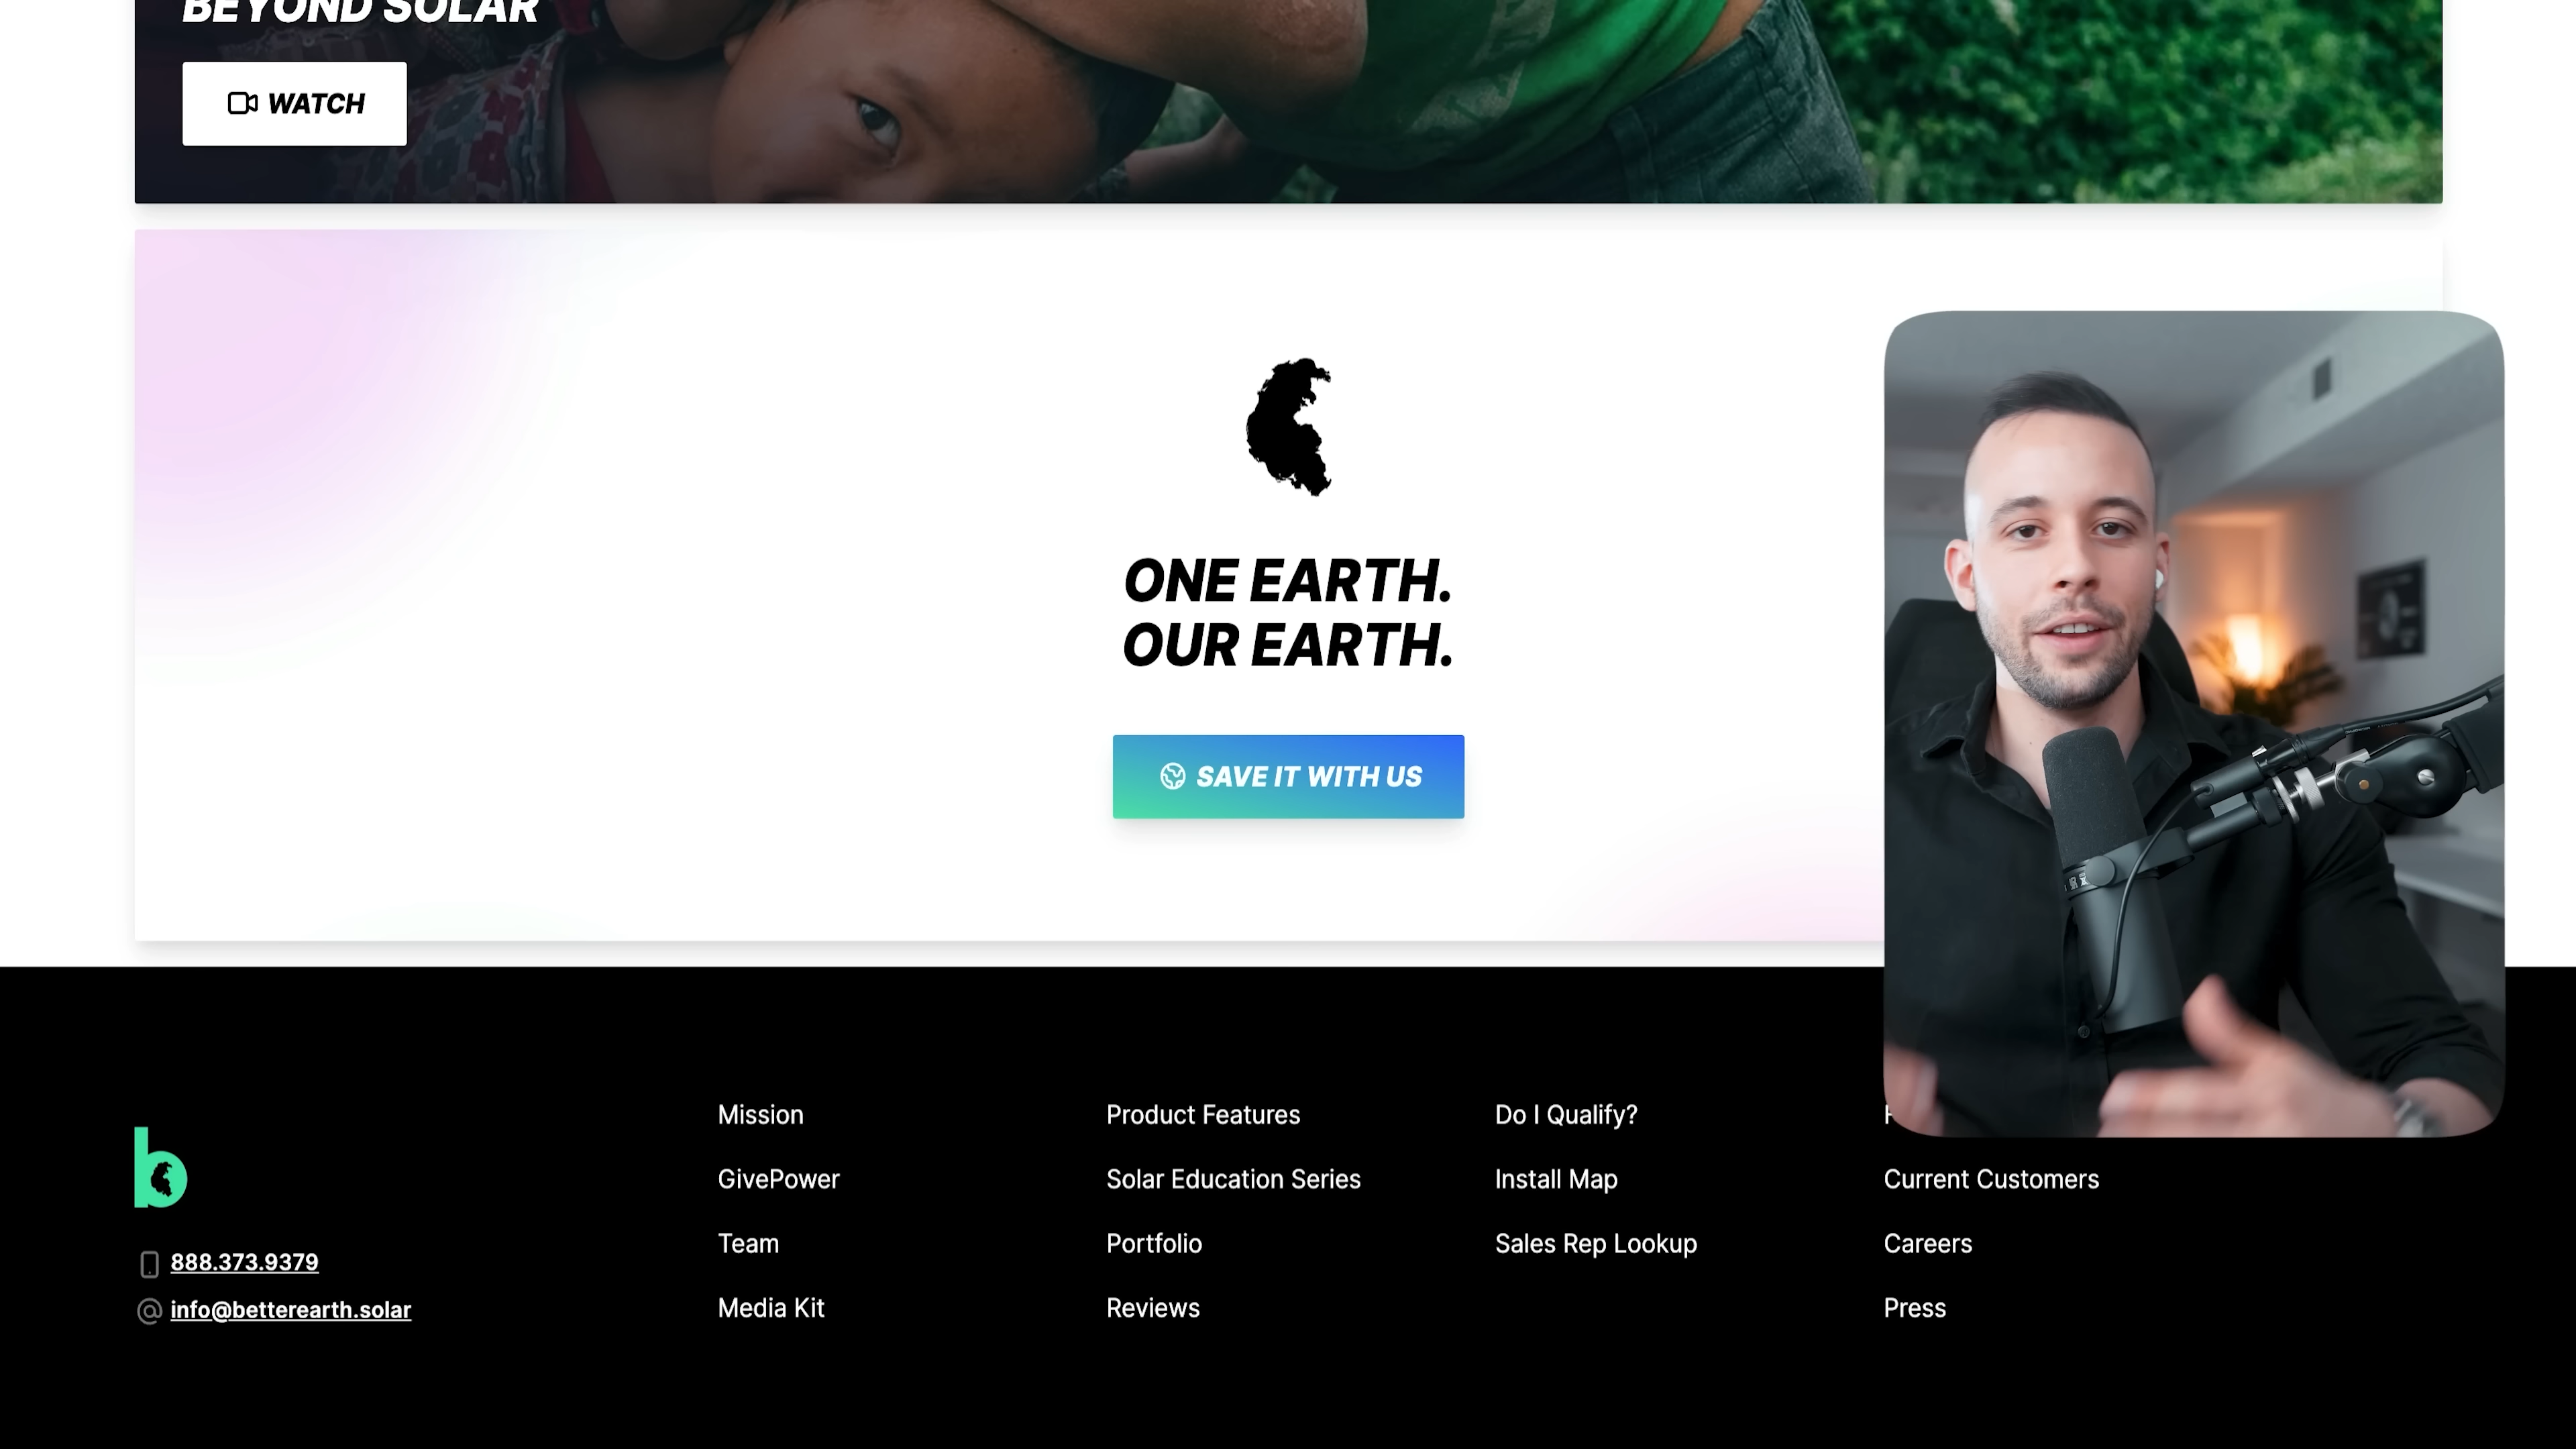 BEYOND SOLAR
WATCH
ONE EARTH.
OUR EARTH.
SAVE IT WITH US
888.373.9379
info@betterearth.solar
Mission
GivePower
Team
Media Kit
Product Features
Solar Education Series
Portfolio
Reviews
Do I Qualify?
Install Map
Sales Rep Lookup
Current Customers
Careers
Press